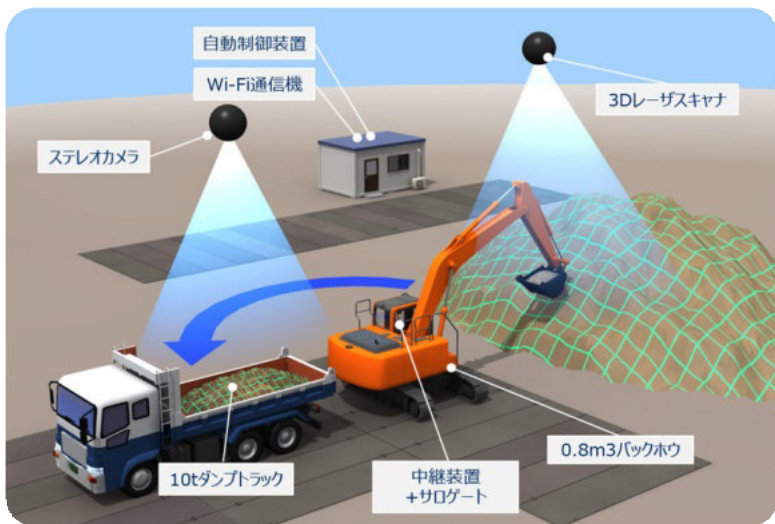 自動制御装置
Wi-Fi通信機
3Dレーザスキャナ
ステレオカメラ
0.8m3バックホウ
10tダンプトラック
中継装置
+サロゲート